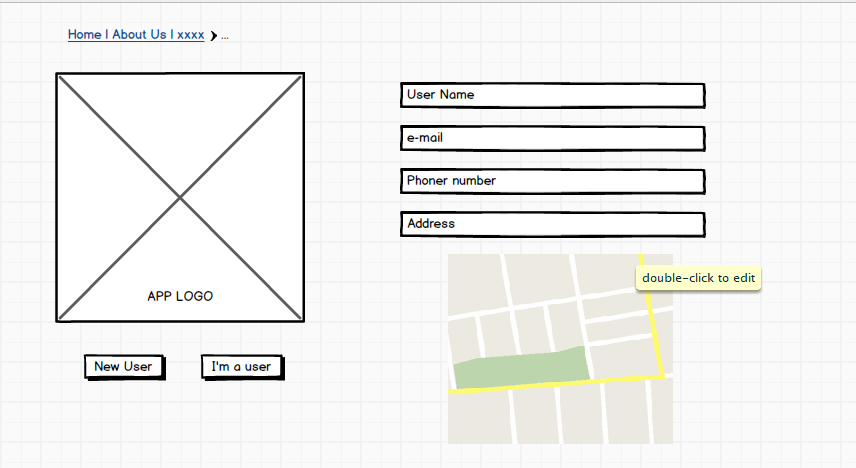 Home | About Us | xxxx > ...
User Name
e-mail
Phoner number
Address
double-click to edit
APP LOGO
New User
I'm a user